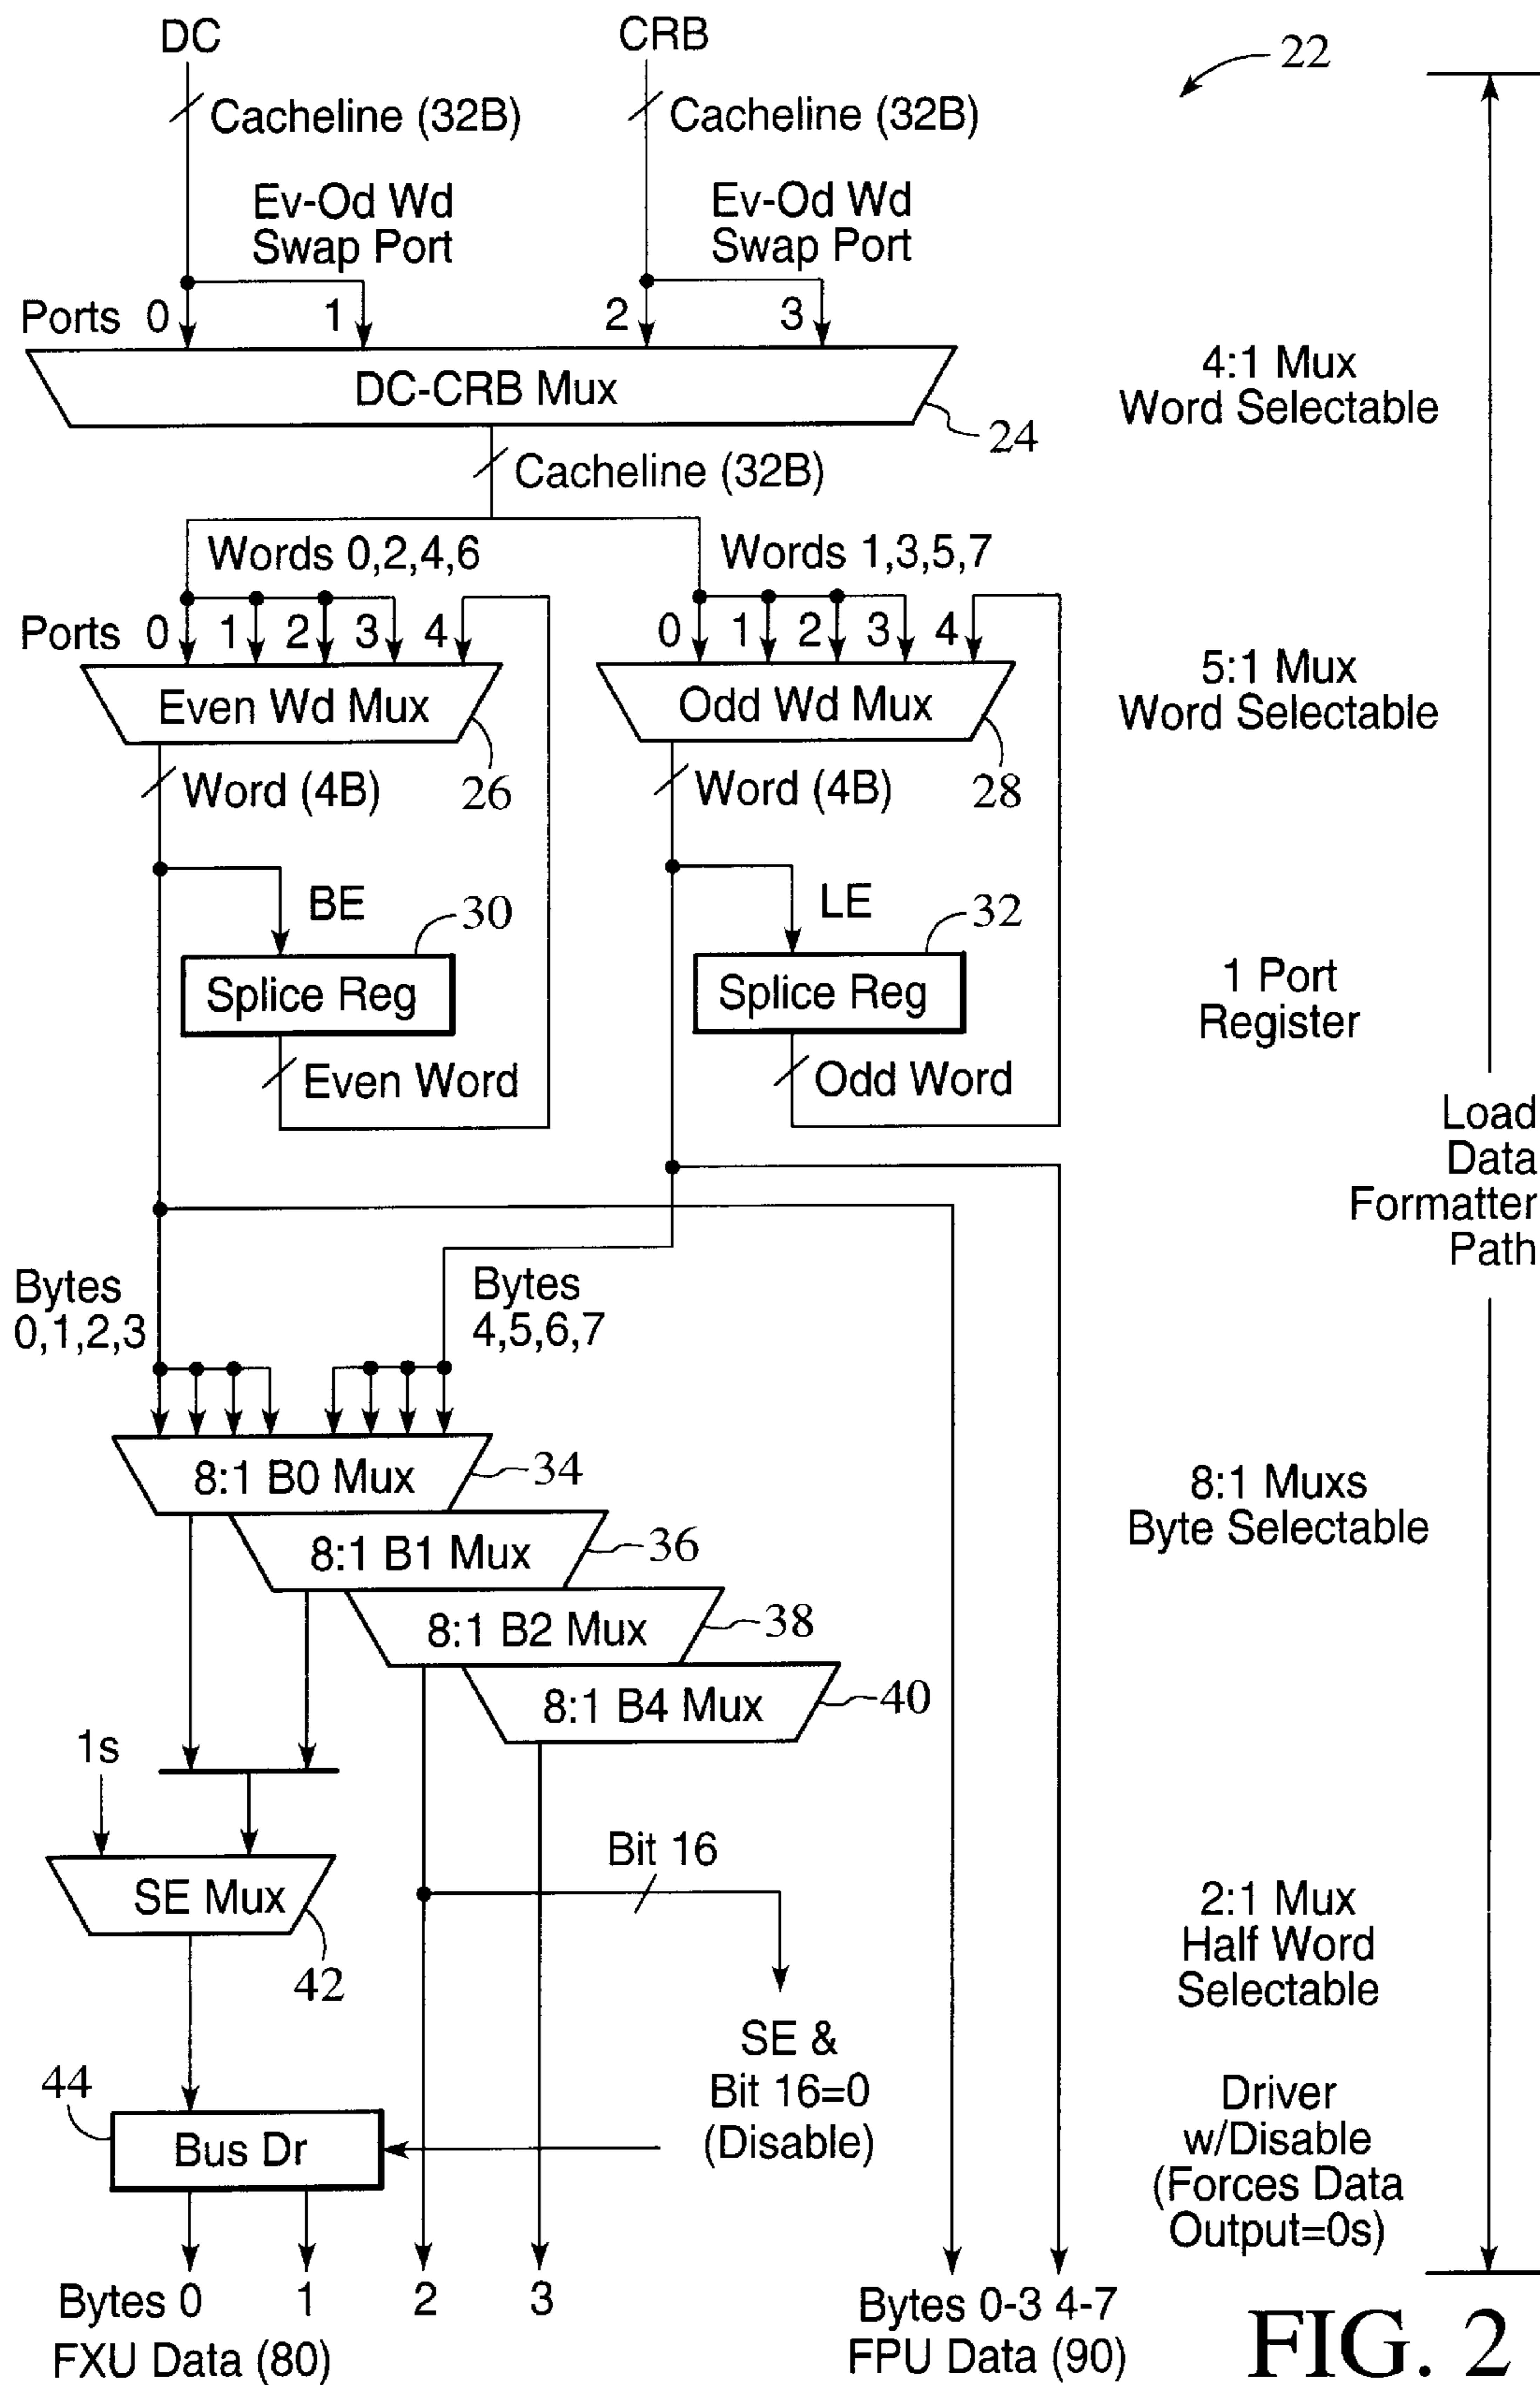 DC
CRB
22
Cacheline (32B)
Cacheline (32B)
Ev-Od Wd
Swap Port
Ev-Od Wd
Swap Port
Ports 0 1 2 3
DC-CRB Mux
24
4:1 Mux
Word Selectable
Cacheline (32B)
Words 0,2,4,6
Words 1,3,5,7
Ports 0 1 2 3 4
0 1 2 3 4
Even Wd Mux
26
Odd Wd Mux
28
5:1 Mux
Word Selectable
Word (4B)
Word (4B)
BE
30
LE
32
Splice Reg
Splice Reg
1 Port
Register
Even Word
Odd Word
Load
Data
Formatter
Path
Bytes
0,1,2,3
Bytes
4,5,6,7
8:1 B0 Mux
34
8:1 B1 Mux
36
8:1 B2 Mux
38
8:1 B4 Mux
40
8:1 Muxs
Byte Selectable
1s
SE Mux
42
Bit 16
2:1 Mux
Half Word
Selectable
SE &
Bit 16=0
(Disable)
44
Bus Dr
Driver
w/Disable
(Forces Data
Output=0s)
Bytes 0 1 2 3
FXU Data (80)
Bytes 0-3 4-7
FPU Data (90)
FIG. 2